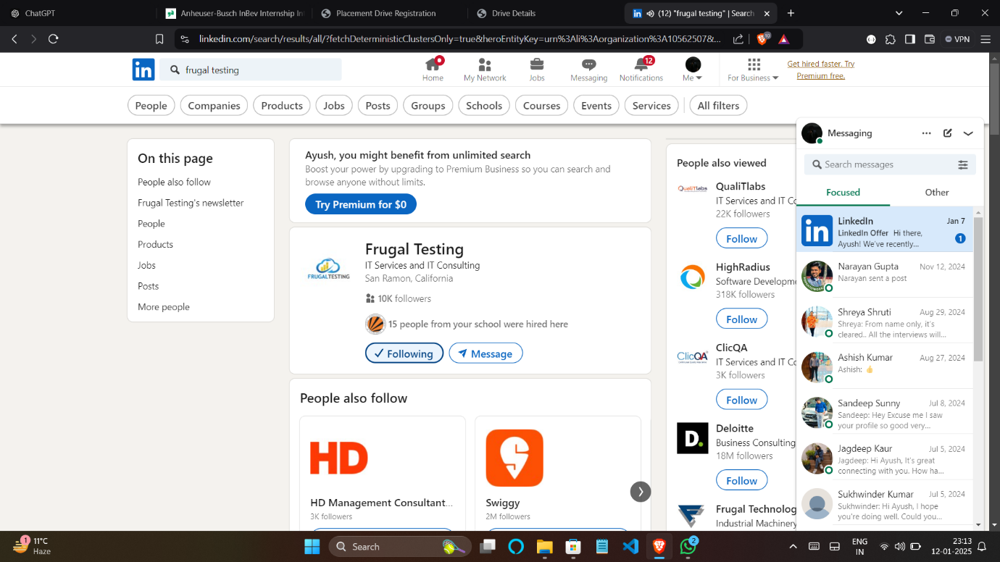 ChatGPT
Anheuser-Busch InBev Internship In
Placement Drive Registration
Drive Details
(12) "frugal testing" | Search
linkedin.com/search/results/all/?fetchDeterministicClustersOnly=true&heroEntityKey=urn%3Ali%3Aorganization%3A10562507&...
10
VPN
in
frugal testing
Home
My Network
Jobs
Messaging
12
Notifications
Me
For Business
Get hired faster. Try
Premium free.
People
Companies
Products
Jobs
Posts
Groups
Schools
Courses
Events
Services
All filters
On this page
People also follow
Frugal Testing's newsletter
People
Products
Jobs
Posts
More people
Ayush, you might benefit from unlimited search
Boost your power by upgrading to Premium Business so you can search and
browse anyone without limits.
Try Premium for $0
FRUGALTESTING
Frugal Testing
IT Services and IT Consulting
San Ramon, California
10K followers
15 people from your school were hired here
Following
Message
People also follow
HD
HD Management Consultant...
3K followers
Swiggy
2M followers
People also viewed
QualiTlabs
QualiTlabs
IT Services and IT Co
22K followers
Follow
HighRadius
Software Developme
318K followers
Follow
ClicQA
ClicQA
IT Services and IT Co
3K followers
Follow
D.
Deloitte
Business Consulting
18M followers
Follow
Frugal Technolog
Industrial Machinery
Messaging
Search messages
Focused
Other
in
LinkedIn
Jan 7
LinkedIn Offer Hi there,
Ayush! We've recently...
1
Narayan Gupta
Nov 12, 2024
Narayan sent a post
Shreya Shruti
Aug 29, 2024
Shreya: From name only, it's
cleared.. All the interviews will...
Ashish Kumar
Aug 27, 2024
Ashish: 👍
Sandeep Sunny
Jul 8, 2024
Sandeep: Hey Excuse me I saw
your profile so good very...
Jagdeep Kaur
Jul 5, 2024
Jagdeep: Hi Ayush, It's great
connecting with you. How ha...
Sukhwinder Kumar
Jul 5, 2024
Sukhwinder: Hi Ayush, I hope
you're doing well. Could you...
1
11°C
Haze
Search
2
ENG
IN
23:13
12-01-2025